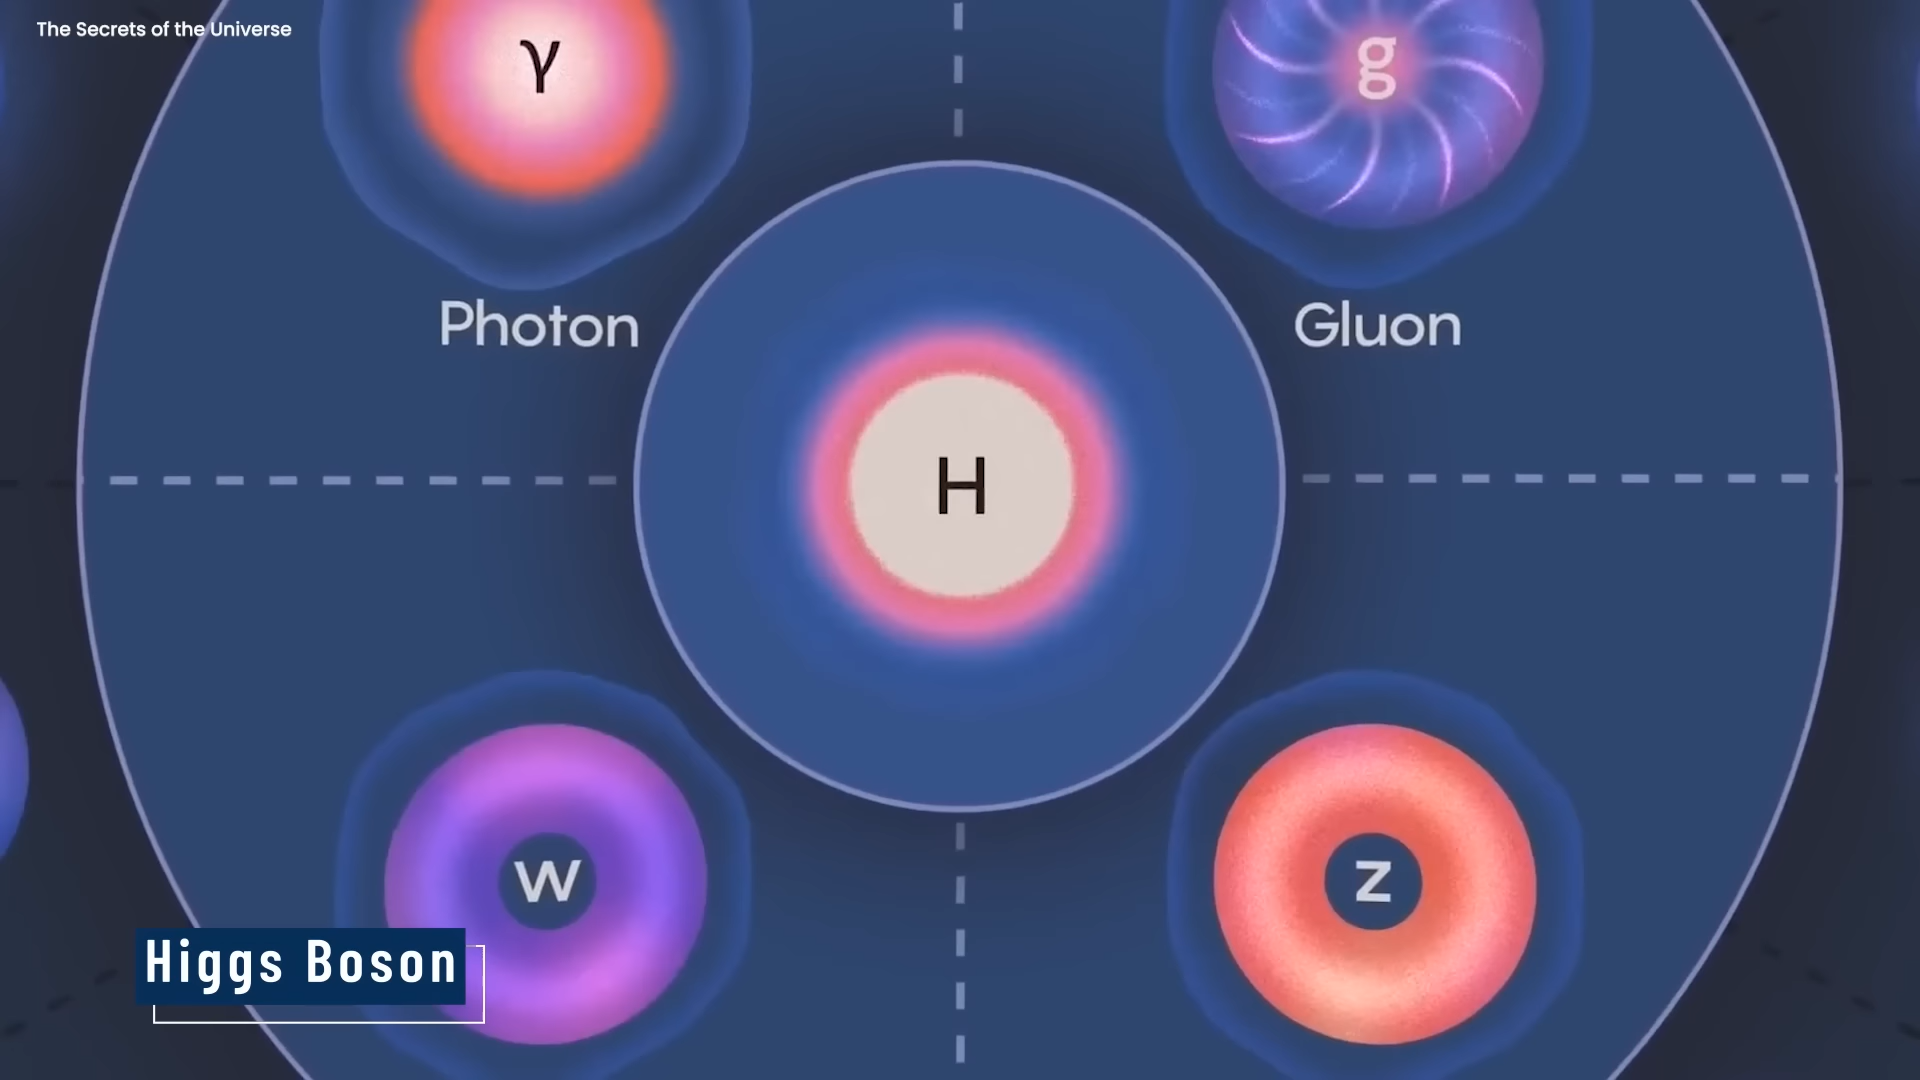 The Secrets of the Universe
γ
g
Photon
Gluon
H
W
Z
Higgs Boson